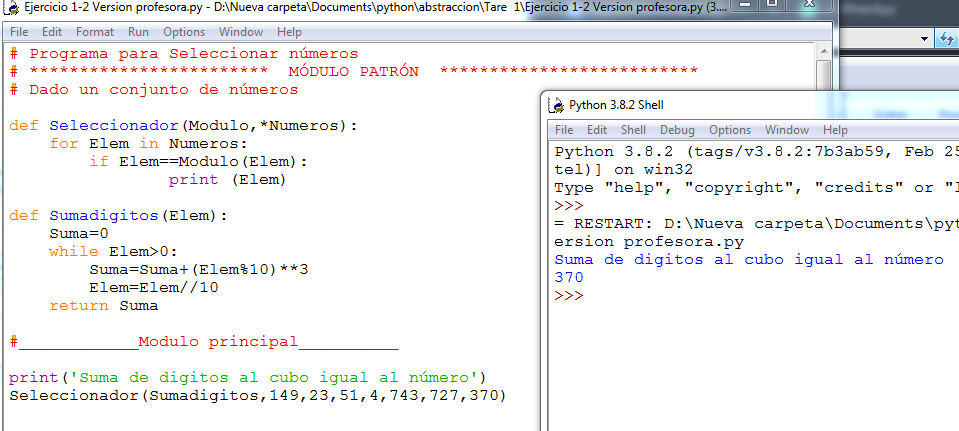 Ejercicio 1-2 Version profesora.py - D:\Nueva carpeta\Documents\python\abstraccion\Tare 1\Ejercicio 1-2 Version profesora.py (3....
File Edit Format Run Options Window Help
# Programa para Seleccionar números
# ************************ MÓDULO PATRÓN **************************
# Dado un conjunto de números
def Seleccionador(Modulo,*Numeros):
for Elem in Numeros:
if Elem==Modulo(Elem):
print (Elem)
def Sumadigitos(Elem):
Suma=0
while Elem>0:
Suma=Suma+(Elem%10)**3
Elem=Elem//10
return Suma
#____________Modulo principal__________
print('Suma de digitos al cubo igual al número')
Seleccionador(Sumadigitos,149,23,51,4,743,727,370)
Python 3.8.2 Shell
File Edit Shell Debug Options Window Help
Python 3.8.2 (tags/v3.8.2:7b3ab59, Feb 25
tel)] on win32
Type "help", "copyright", "credits" or "l
>>>
= RESTART: D:\Nueva carpeta\Documents\pyt
ersion profesora.py
Suma de digitos al cubo igual al número
370
>>>